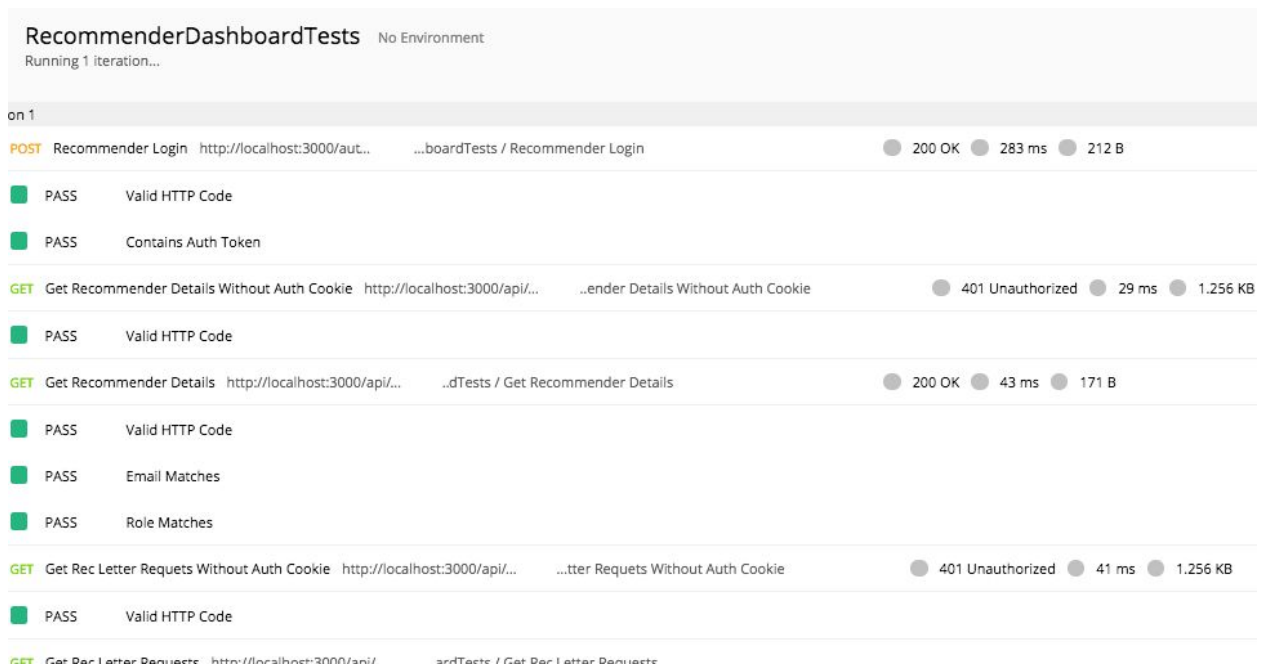 RecommenderDashboardTests No Environment
Running 1 iteration...
on 1
POST Recommender Login http://localhost:3000/aut... ...boardTests / Recommender Login 200 OK 283 ms 212 B
PASS Valid HTTP Code
PASS Contains Auth Token
GET Get Recommender Details Without Auth Cookie http://localhost:3000/api/... ..ender Details Without Auth Cookie 401 Unauthorized 29 ms 1.256 KB
PASS Valid HTTP Code
GET Get Recommender Details http://localhost:3000/api/... ..dTests / Get Recommender Details 200 OK 43 ms 171 B
PASS Valid HTTP Code
PASS Email Matches
PASS Role Matches
GET Get Rec Letter Requets Without Auth Cookie http://localhost:3000/api/... ...tter Requets Without Auth Cookie 401 Unauthorized 41 ms 1.256 KB
PASS Valid HTTP Code
GET Get Rec Letter Requests http://localhost:3000/api/ ardTests / Get Rec Letter Requests